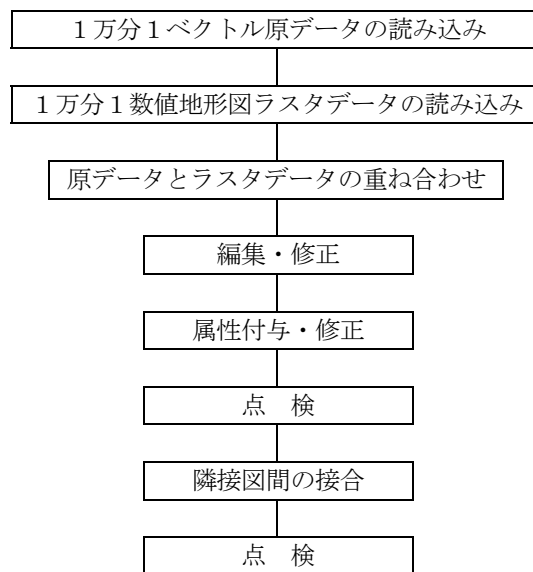 １万分１ベクトル原データの読み込み
１万分１数値地形図ラスタデータの読み込み
原データとラスタデータの重ね合わせ
編集・修正
属性付与・修正
点　検
隣接図間の接合
点　検